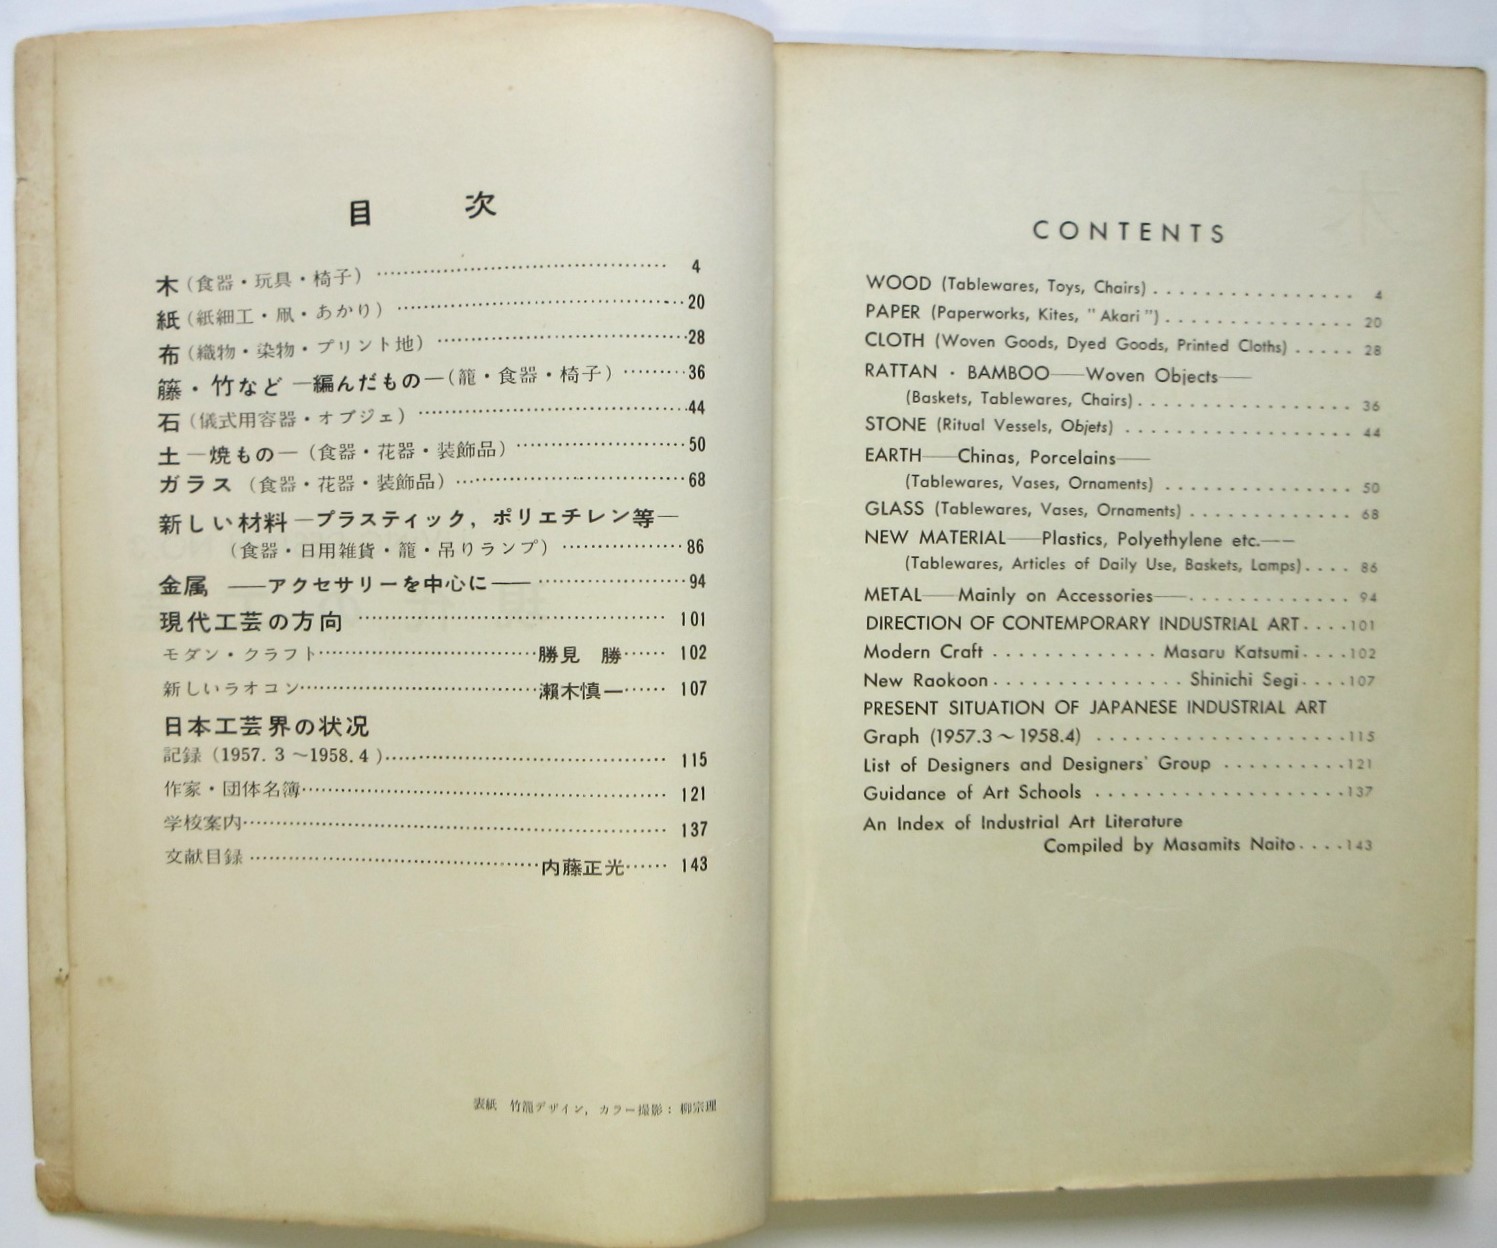 目 次
木(食器・玩具・椅子) 4
紙(紙細工・凧・あかり) 20
布(織物・染物・プリント地) 28
籐・竹など―編んだもの―(籠・食器・椅子) 36
石(儀式用容器・オブジェ) 44
土―焼もの―(食器・花器・装飾品) 50
ガラス(食器・花器・装飾品) 68
新しい材料―プラスティック,ポリエチレン等―
(食器・日用雑貨・籠・吊りランプ) 86
金属 ――アクセサリーを中心に―― 94
現代工芸の方向 101
モダン・クラフト 勝見 勝 102
新しいラオコン 瀬木慎一 107
日本工芸界の状況
記録(1957. 3 ~1958. 4) 115
作家・団体名簿 121
学校案内 137
文献目録 内藤正光 143
表紙 竹籠デザイン,カラー撮影:柳宗理
CONTENTS
WOOD (Tablewares, Toys, Chairs) 4
PAPER (Paperworks, Kites, "Akari") 20
CLOTH (Woven Goods, Dyed Goods, Printed Cloths) 28
RATTAN · BAMBOO——Woven Objects——
(Baskets, Tablewares, Chairs) 36
STONE (Ritual Vessels, Objets) 44
EARTH——Chinas, Porcelains——
(Tablewares, Vases, Ornaments) 50
GLASS (Tablewares, Vases, Ornaments) 68
NEW MATERIAL——Plastics, Polyethylene etc.——
(Tablewares, Articles of Daily Use, Baskets, Lamps) 86
METAL——Mainly on Accessories—— 94
DIRECTION OF CONTEMPORARY INDUSTRIAL ART 101
Modern Craft Masaru Katsumi 102
New Raokoon Shinichi Segi 107
PRESENT SITUATION OF JAPANESE INDUSTRIAL ART
Graph (1957.3 ~ 1958.4) 115
List of Designers and Designers' Group 121
Guidance of Art Schools 137
An Index of Industrial Art Literature
Compiled by Masamits Naito 143